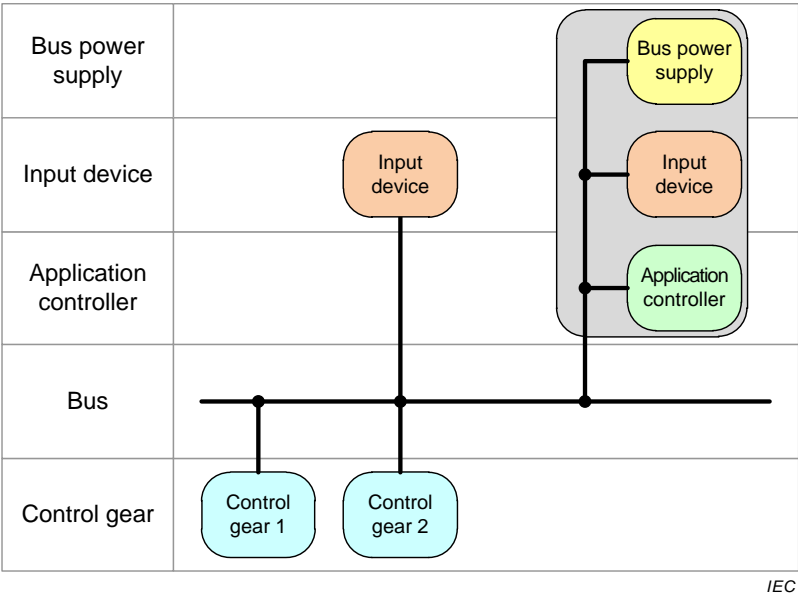 Bus power
supply
Bus power
supply
Input device
Input
device
Input
device
Application
controller
Application
controller
Bus
Control gear
Control
gear 1
Control
gear 2
IEC